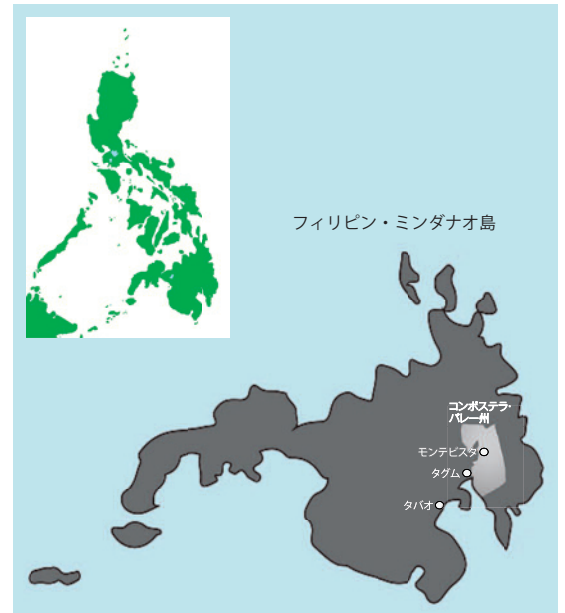 フィリピン・ミンダナオ島
コンポステラ・
バレー州
モンテビスタ
タグム
タバオ